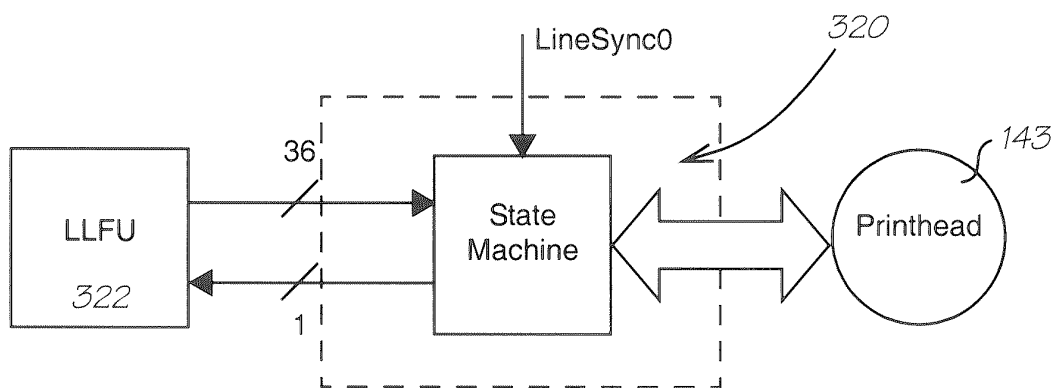 LineSync0
320
36
143
LLFU
322
State
Machine
Printhead
1